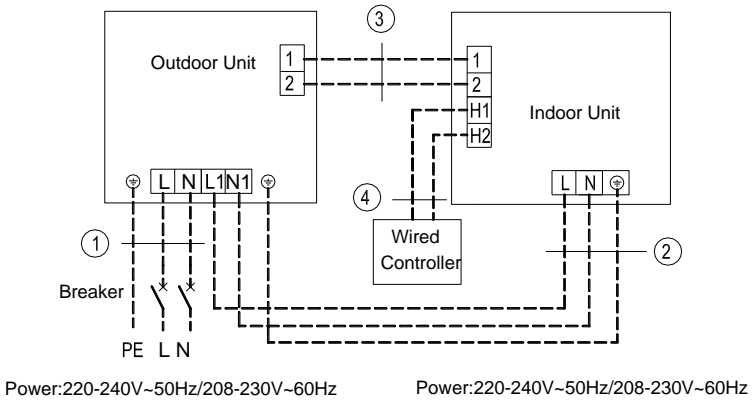 3
Outdoor Unit
1
2
1
2
H1
H2
Indoor Unit
L N L1 N1
L N
4
1
Wired
Controller
2
Breaker
PE L N
Power:220-240V~50Hz/208-230V~60Hz
Power:220-240V~50Hz/208-230V~60Hz